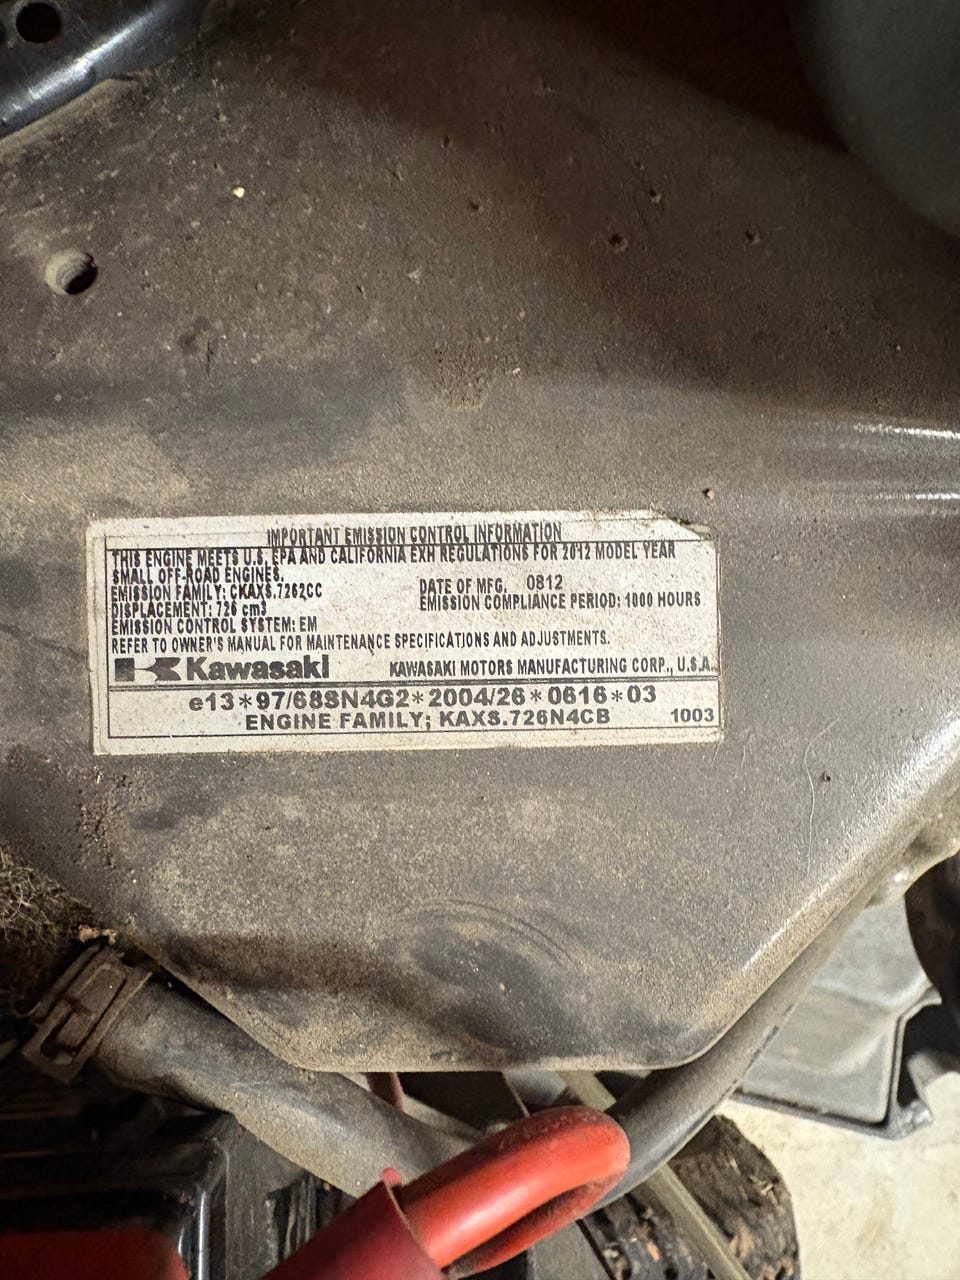 IMPORTANT EMISSION CONTROL INFORMATION
THIS ENGINE MEETS U.S. EPA AND CALIFORNIA EXH REGULATIONS FOR 2012 MODEL YEAR
SMALL OFF-ROAD ENGINES.
EMISSION FAMILY: CKAXS.7262CC
DATE OF MFG. 0812
DISPLACEMENT: 726 cm3
EMISSION COMPLIANCE PERIOD: 1000 HOURS
EMISSION CONTROL SYSTEM: EM
REFER TO OWNER'S MANUAL FOR MAINTENANCE SPECIFICATIONS AND ADJUSTMENTS.
Kawasaki KAWASAKI MOTORS MANUFACTURING CORP., U.S.A.
e13*97/68SN4G2*2004/26*0616*03
ENGINE FAMILY; KAXS.726N4CB 1003